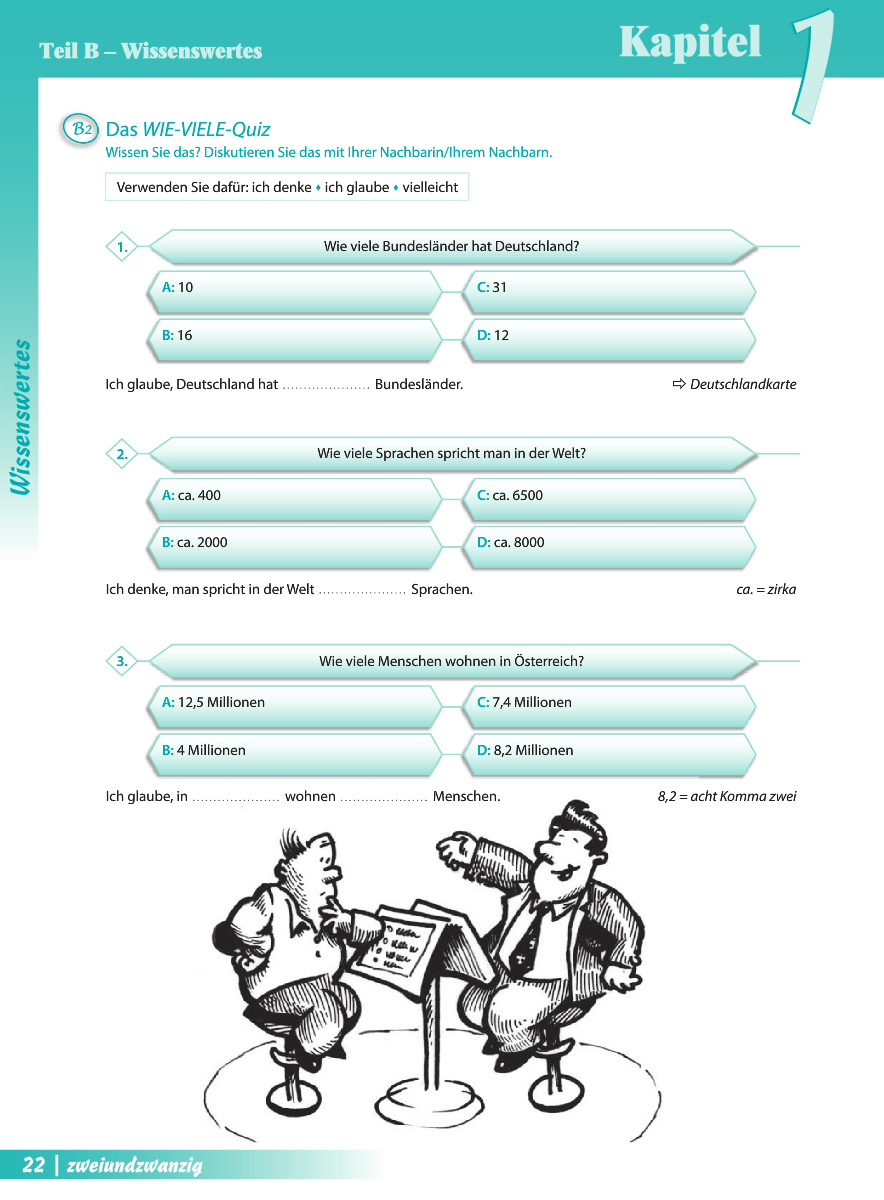 Teil B – Wissenswertes
Kapitel 1
B2 Das WIE-VIELE-Quiz
Wissen Sie das? Diskutieren Sie das mit Ihrer Nachbarin/Ihrem Nachbarn.
Verwenden Sie dafür: ich denke • ich glaube • vielleicht
1. Wie viele Bundesländer hat Deutschland?
A: 10 C: 31
B: 16 D: 12
Ich glaube, Deutschland hat ..................... Bundesländer. ⇨ Deutschlandkarte
2. Wie viele Sprachen spricht man in der Welt?
A: ca. 400 C: ca. 6500
B: ca. 2000 D: ca. 8000
Ich denke, man spricht in der Welt ..................... Sprachen. ca. = zirka
3. Wie viele Menschen wohnen in Österreich?
A: 12,5 Millionen C: 7,4 Millionen
B: 4 Millionen D: 8,2 Millionen
Ich glaube, in ..................... wohnen ..................... Menschen. 8,2 = acht Komma zwei
Wissenswertes
22 | zweiundzwanzig